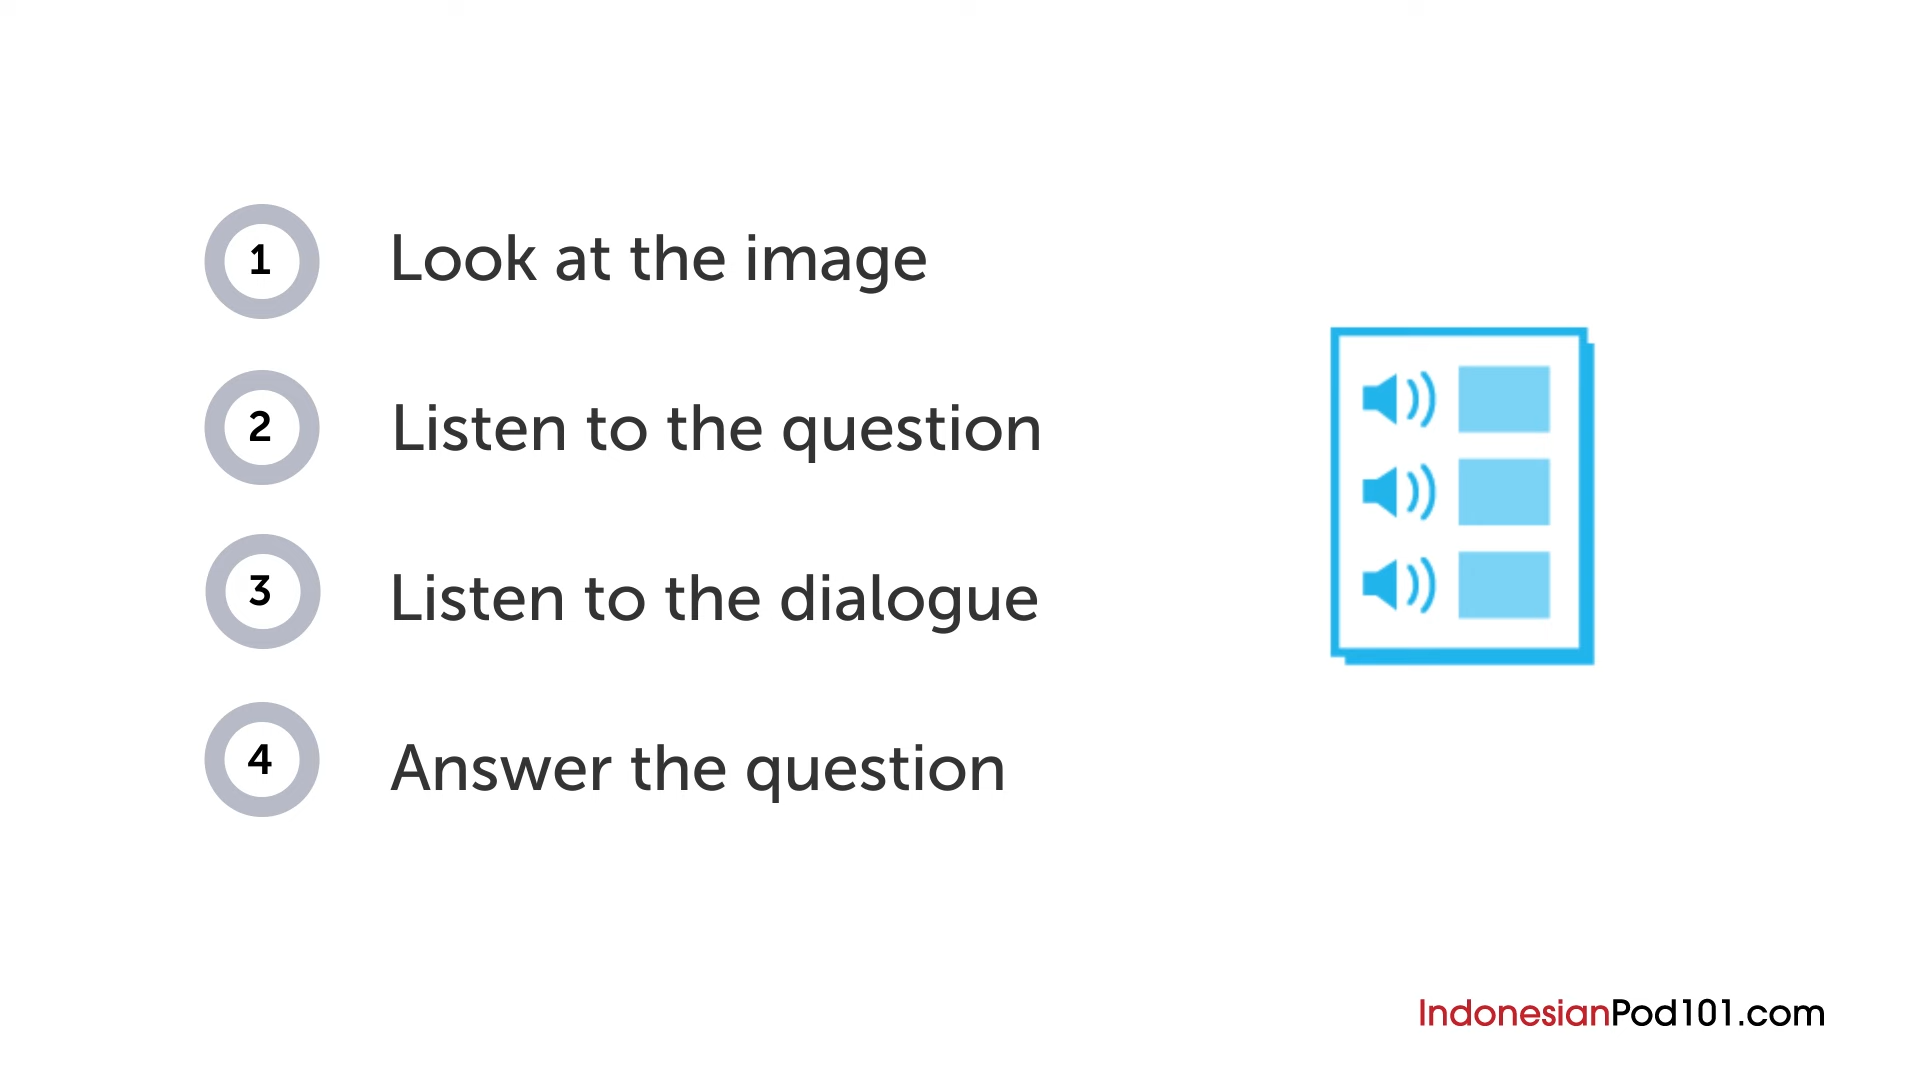 1 Look at the image
2 Listen to the question
3 Listen to the dialogue
4 Answer the question
IndonesianPod101.com